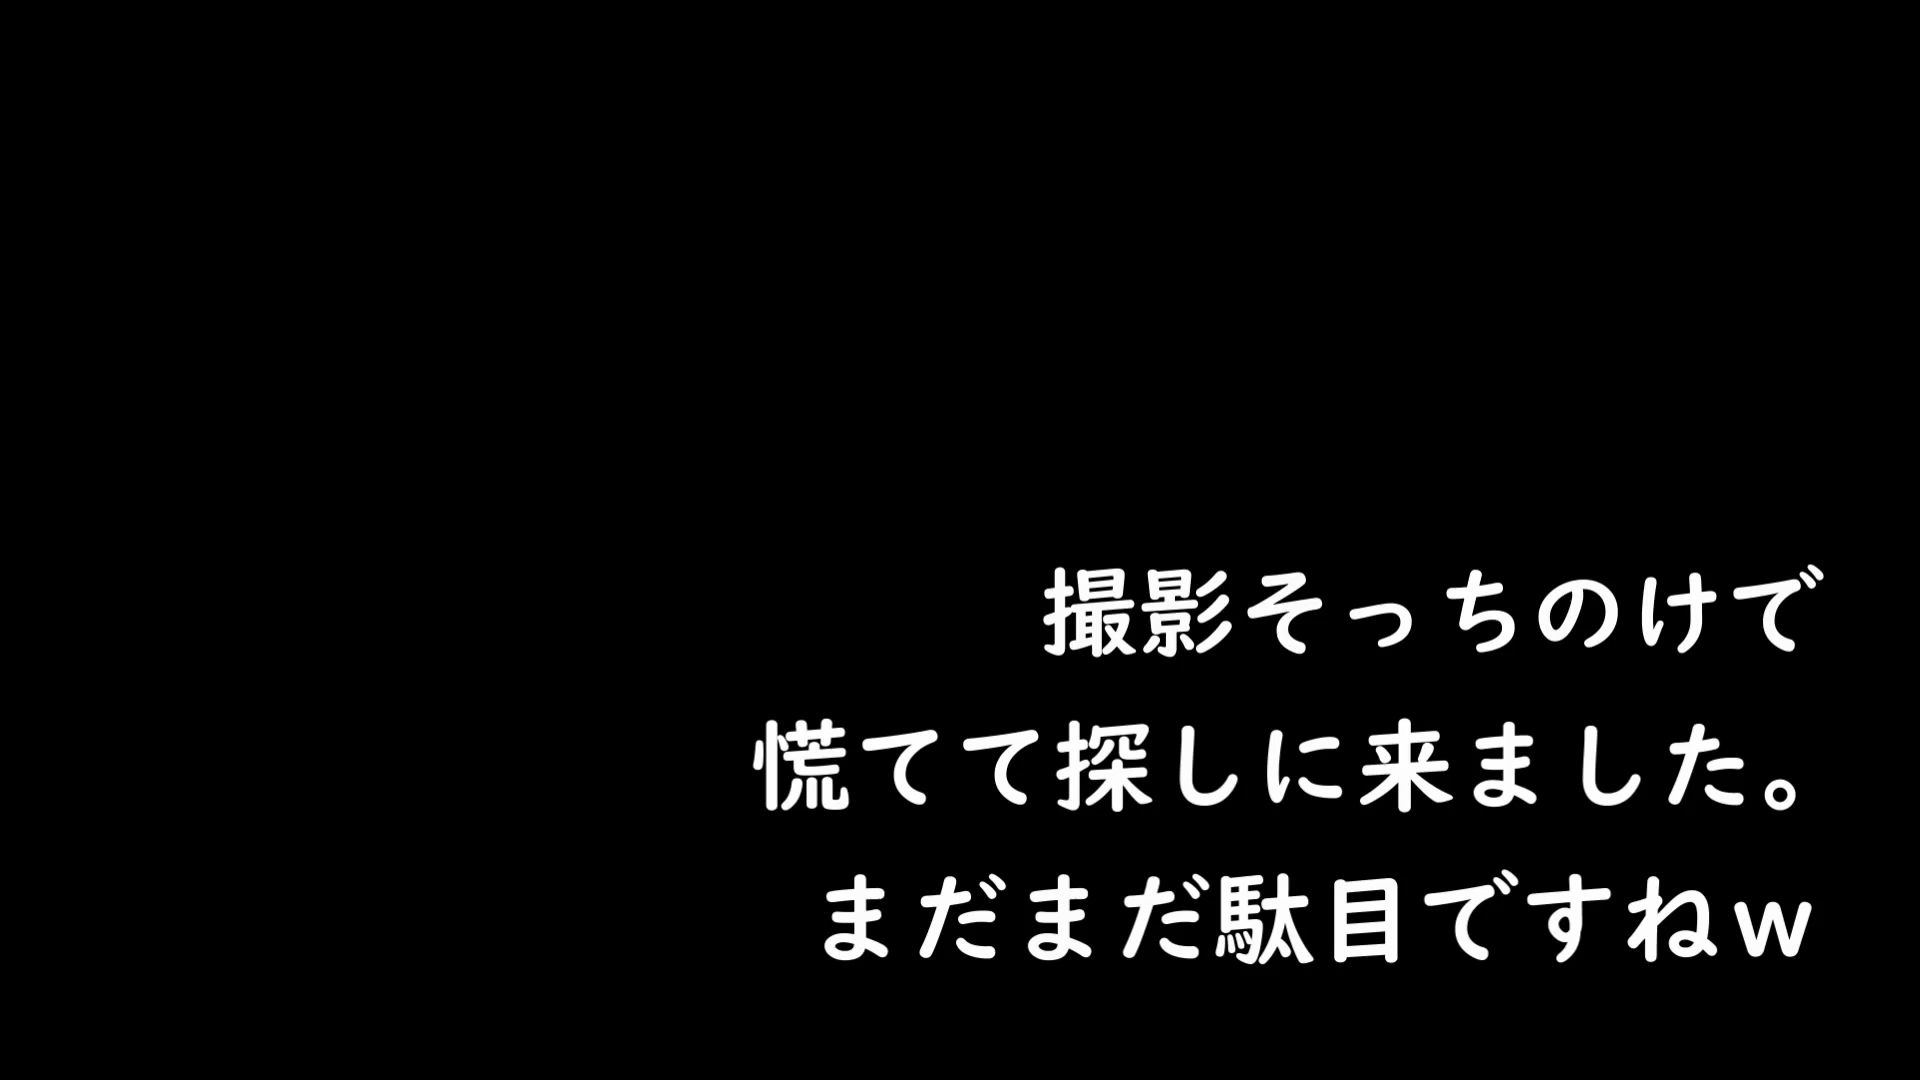 撮影そっちのけで
慌てて探しに来ました。
まだまだ駄目ですねｗ